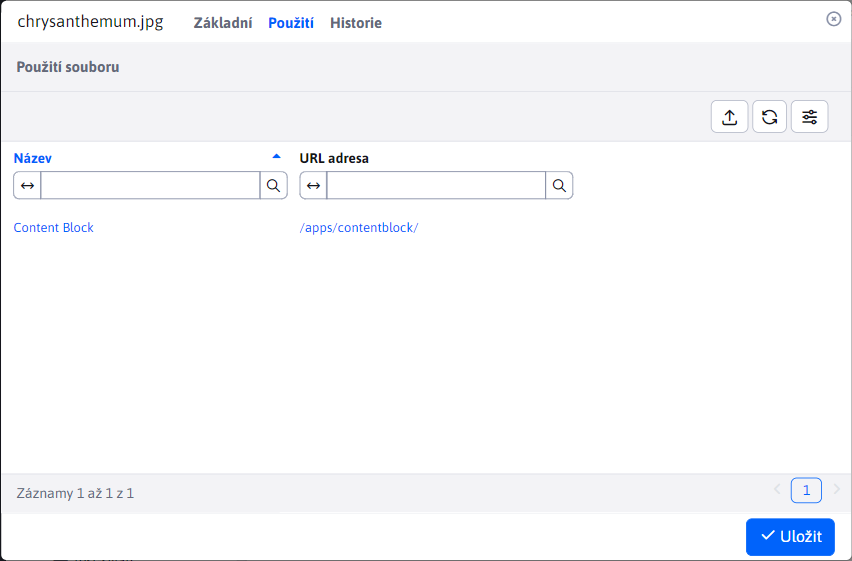 chrysanthemum.jpg Základní Použití Historie
Použití souboru
Název URL adresa
Content Block /apps/contentblock/
Záznamy 1 až 1 z 1 1
Uložit